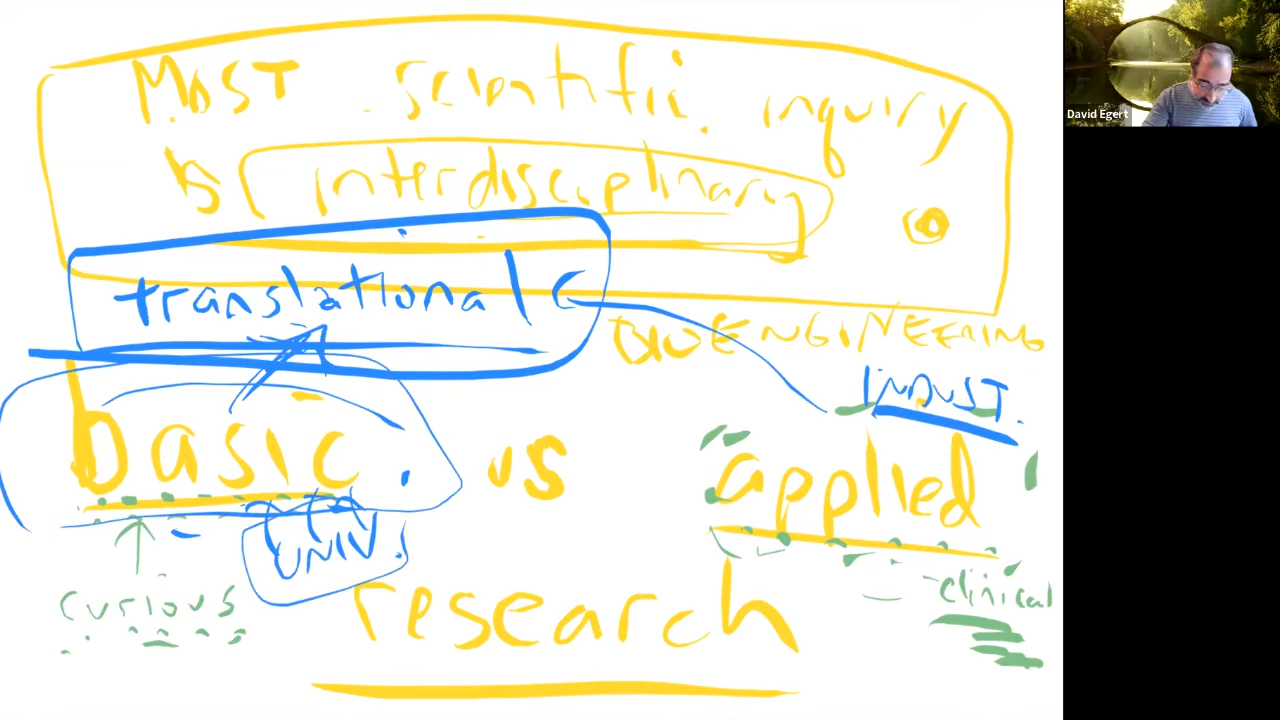 MOST scientific inquiry
is interdisciplinary
translational
BIOENGINEERING
INDUST.
basic vs applied
UNIV.
curious
clinical
research
David Egert